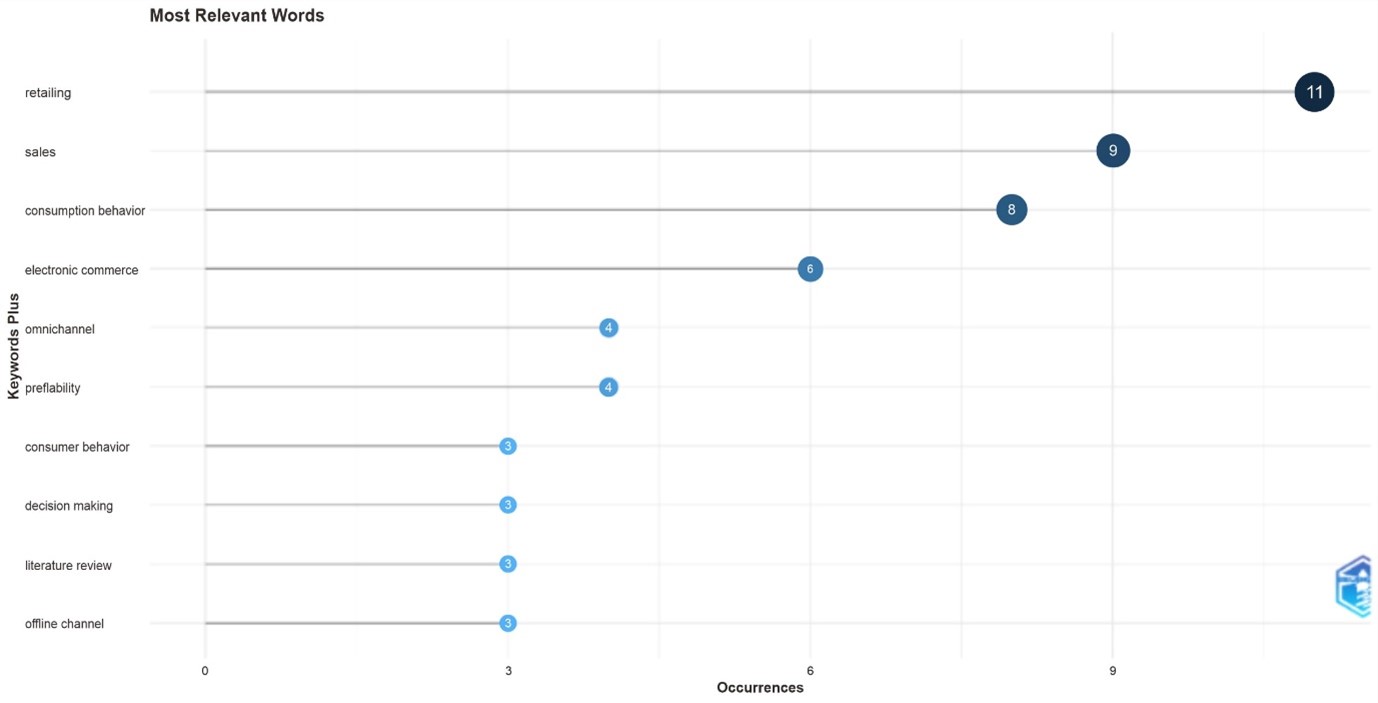 Most Relevant Words
retailing 11
sales 9
consumption behavior 8
electronic commerce 6
omnichannel 4
preflability 4
consumer behavior 3
decision making 3
literature review 3
offline channel 3
Keywords Plus
0 3 6 9
Occurrences